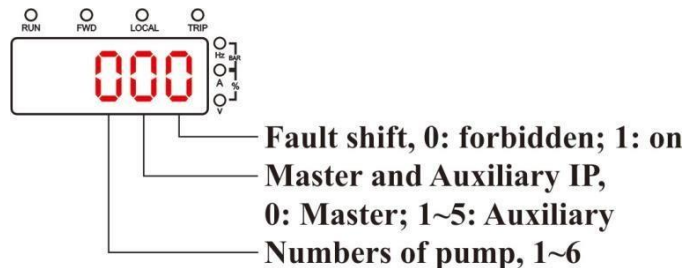 RUN FWD LOCAL TRIP
Hz BAR
000
A %
V
Fault shift, 0: forbidden; 1: on
Master and Auxiliary IP,
0: Master; 1~5: Auxiliary
Numbers of pump, 1~6